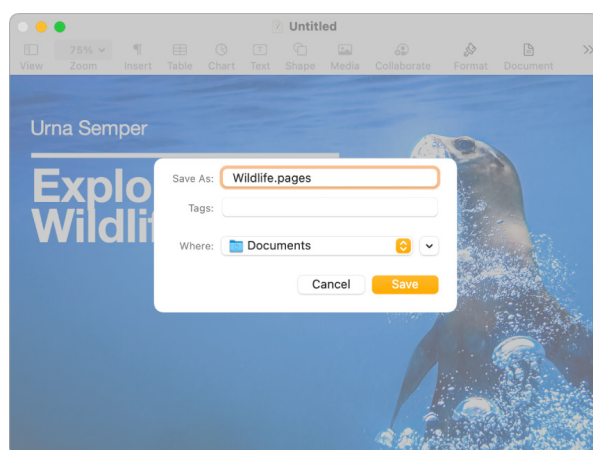 Untitled
75%
View Zoom Insert Table Chart Text Shape Media Collaborate Format Document
Urna Semper
Explo
Wildlif
Save As: Wildlife.pages
Tags:
Where: Documents
Cancel Save